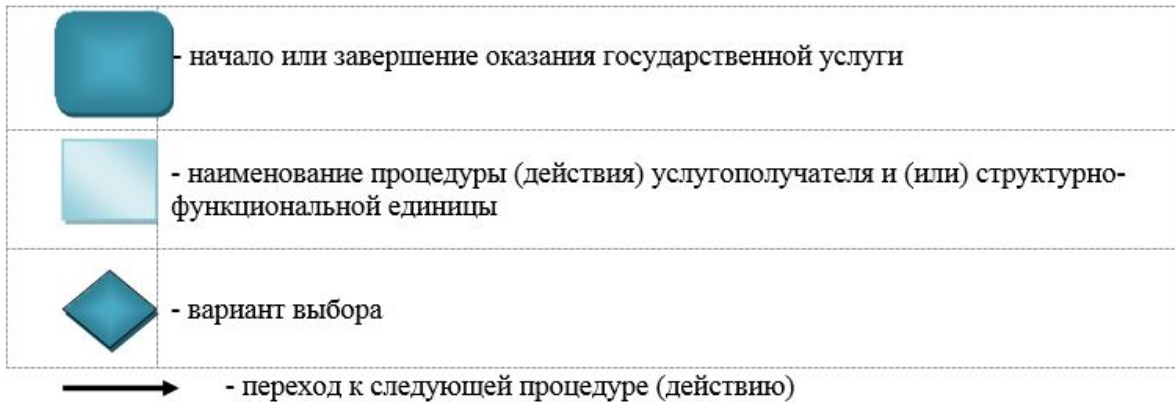 - начало или завершение оказания государственной услуги
- наименование процедуры (действия) услугополучателя и (или) структурно-
функциональной единицы
- вариант выбора
- переход к следующей процедуре (действию)